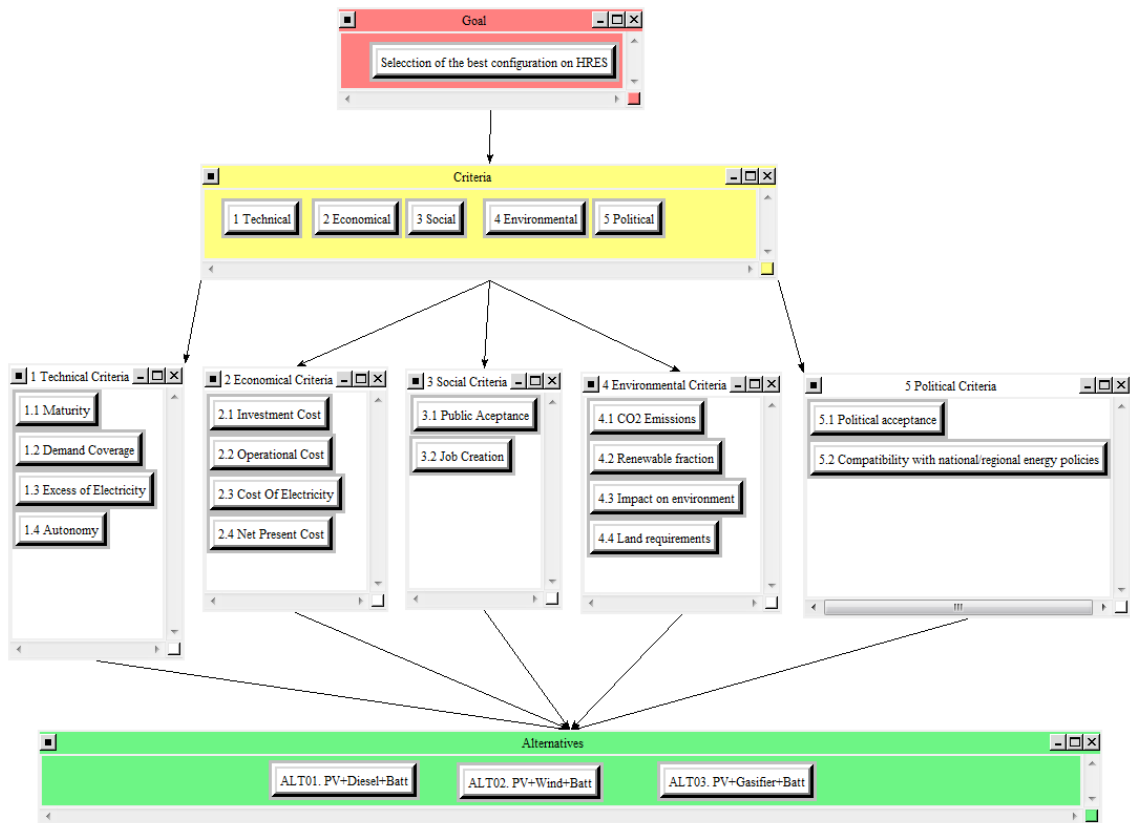 Goal
Selecction of the best configuration on HRES
Criteria
1 Technical
2 Economical
3 Social
4 Environmental
5 Political
1 Technical Criteria
1.1 Maturity
1.2 Demand Coverage
1.3 Excess of Electricity
1.4 Autonomy
2 Economical Criteria
2.1 Investment Cost
2.2 Operational Cost
2.3 Cost Of Electricity
2.4 Net Present Cost
3 Social Criteria
3.1 Public Aceptance
3.2 Job Creation
4 Environmental Criteria
4.1 CO2 Emissions
4.2 Renewable fraction
4.3 Impact on environment
4.4 Land requirements
5 Political Criteria
5.1 Political acceptance
5.2 Compatibility with national/regional energy policies
Alternatives
ALT01. PV+Diesel+Batt
ALT02. PV+Wind+Batt
ALT03. PV+Gasifier+Batt